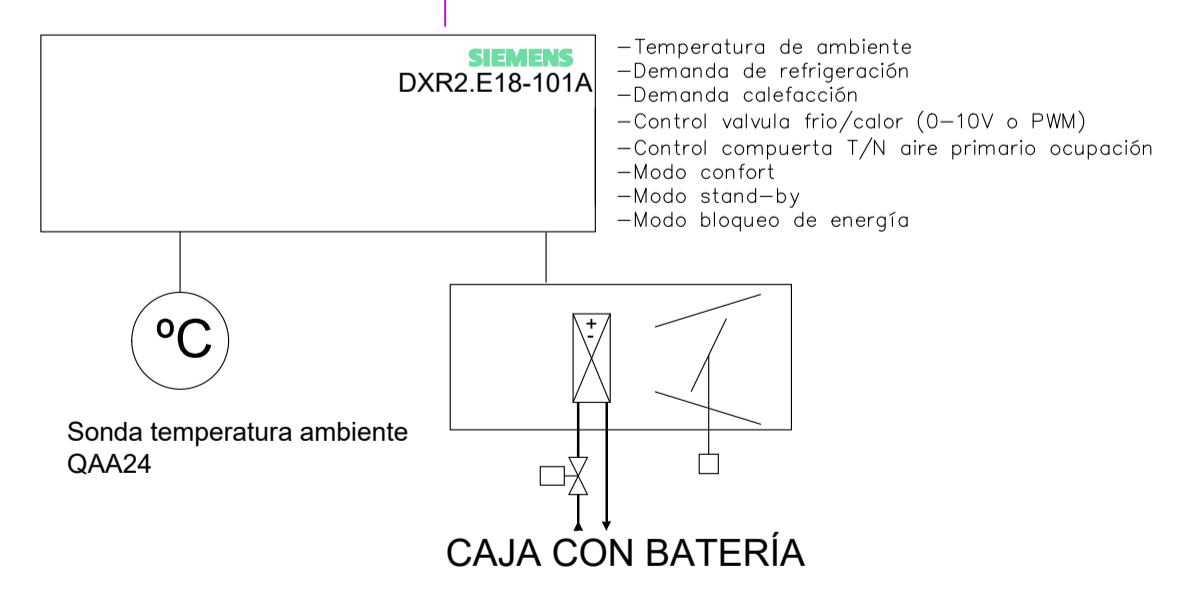 SIEMENS
DXR2.E18-101A
-Temperatura de ambiente
-Demanda de refrigeración
-Demanda calefacción
-Control valvula frio/calor (0-10V o PWM)
-Control compuerta T/N aire primario ocupación
-Modo confort
-Modo stand-by
-Modo bloqueo de energía
ºC
+
-
Sonda temperatura ambiente
QAA24
CAJA CON BATERÍA